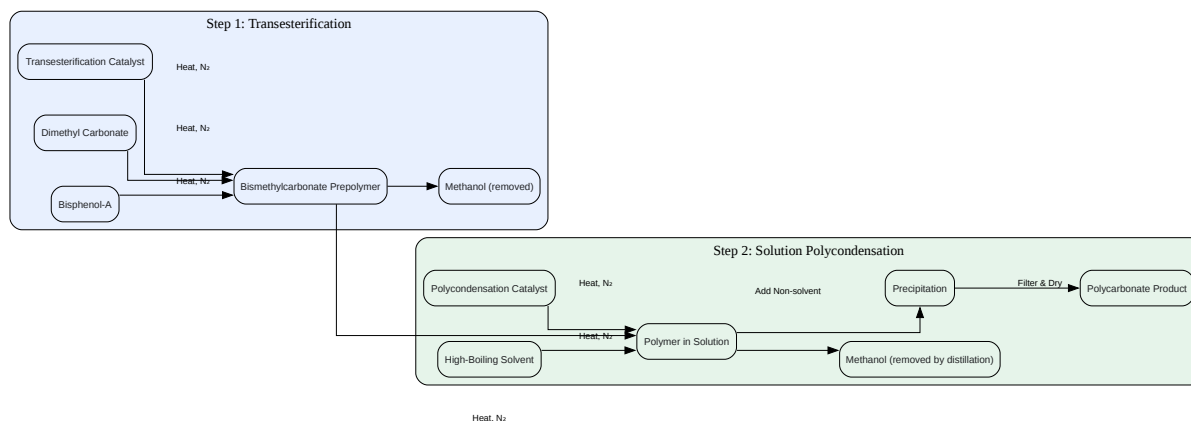 Step 1: Transesterification
Transesterification Catalyst
Heat, N₂
Dimethyl Carbonate
Heat, N₂
Heat, N₂
Bismethylcarbonate Prepolymer
Methanol (removed)
Bisphenol-A
Step 2: Solution Polycondensation
Polycondensation Catalyst
Heat, N₂
Add Non-solvent
Precipitation
Filter & Dry
Polycarbonate Product
Heat, N₂
Polymer in Solution
High-Boiling Solvent
Methanol (removed by distillation)
Heat, N₂